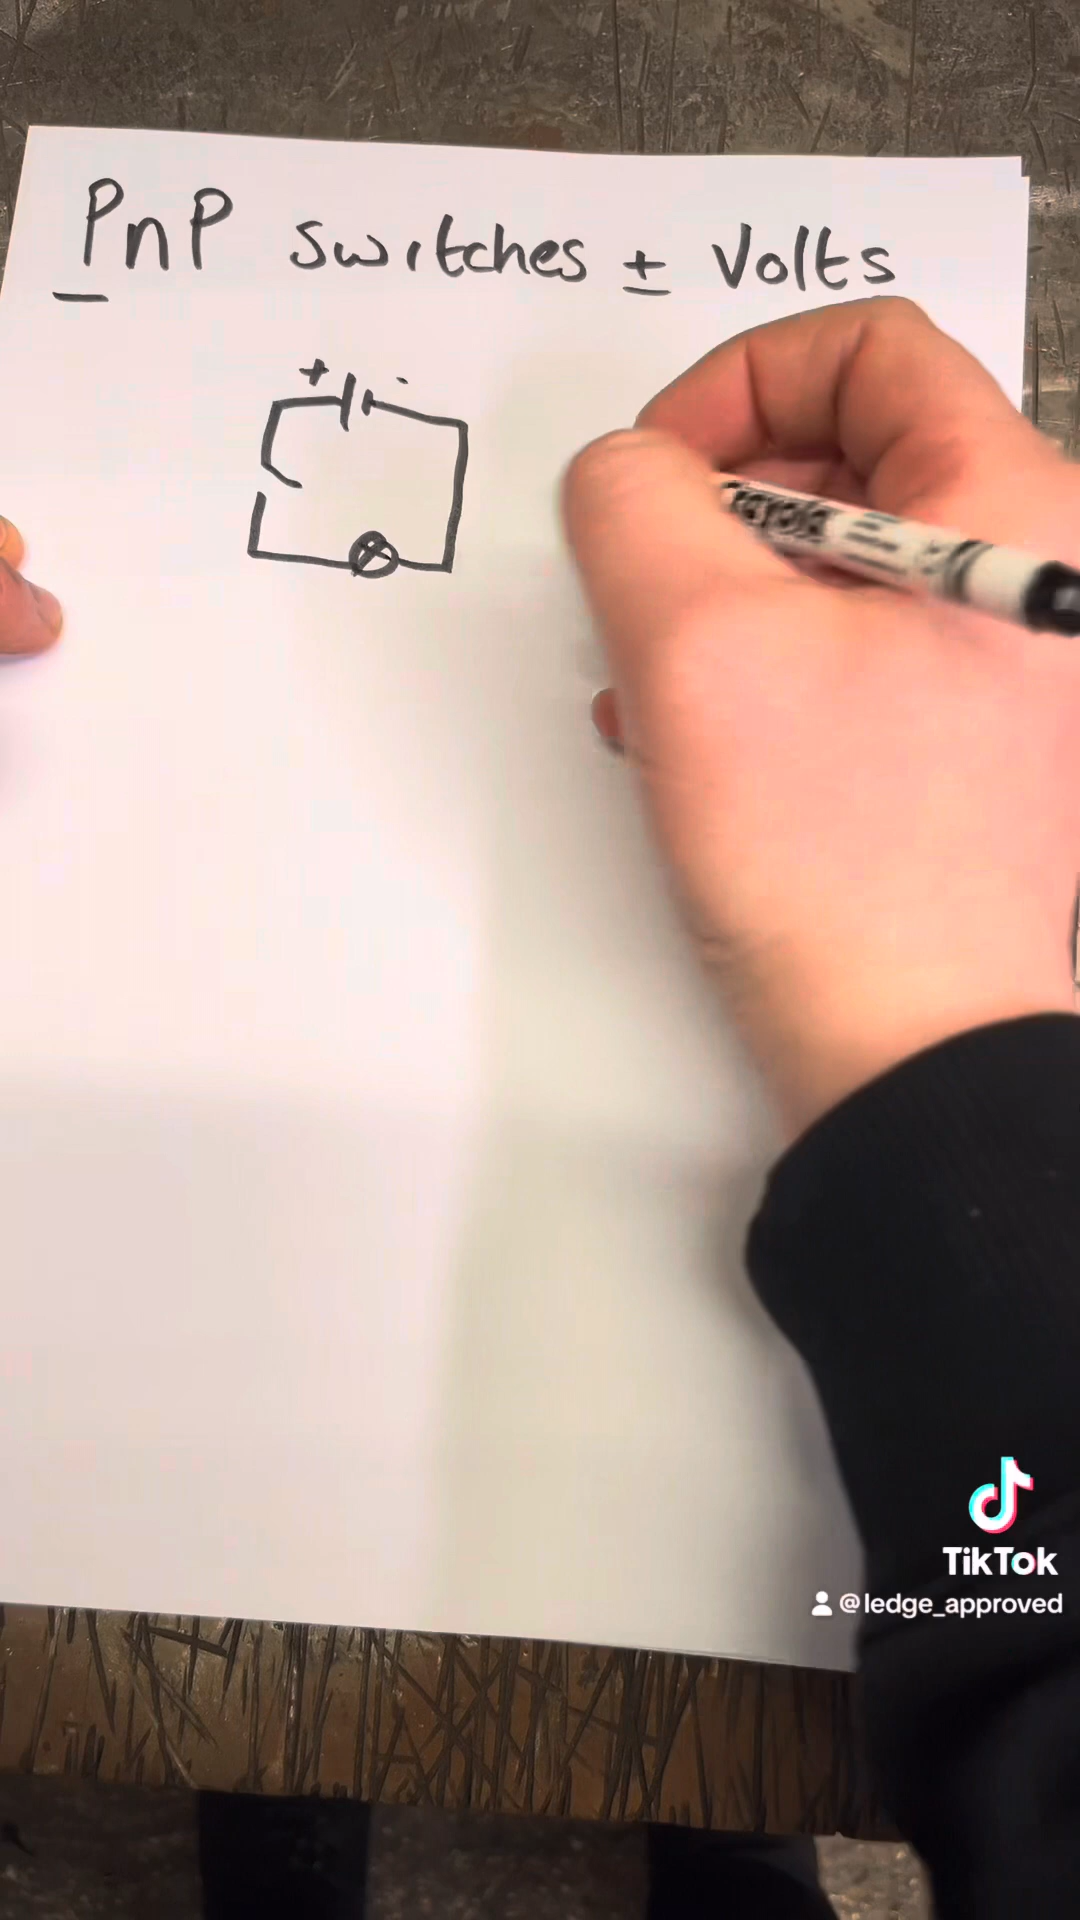 PnP switches ± Volts
+ -
crayola
TikTok
@ledge_approved